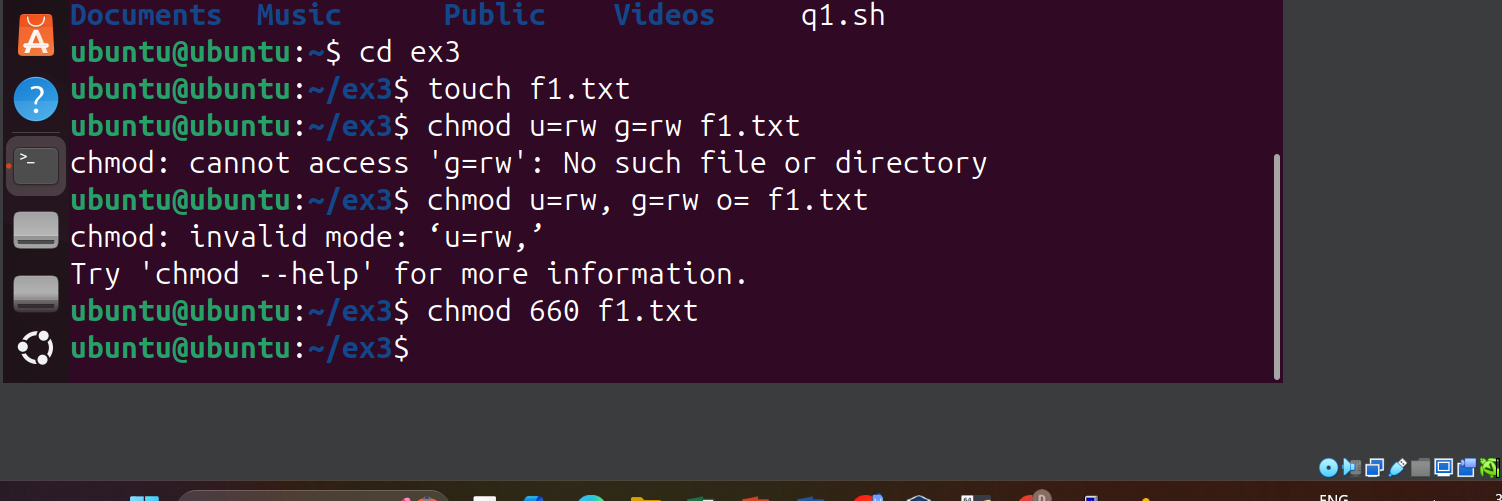 Documents Music Public Videos q1.sh
ubuntu@ubuntu:~$ cd ex3
ubuntu@ubuntu:~/ex3$ touch f1.txt
ubuntu@ubuntu:~/ex3$ chmod u=rw g=rw f1.txt
chmod: cannot access 'g=rw': No such file or directory
ubuntu@ubuntu:~/ex3$ chmod u=rw, g=rw o= f1.txt
chmod: invalid mode: ‘u=rw,’
Try 'chmod --help' for more information.
ubuntu@ubuntu:~/ex3$ chmod 660 f1.txt
ubuntu@ubuntu:~/ex3$
ENG